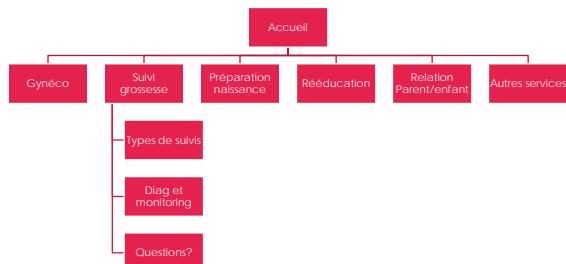 Accueil
Gynéco
Suivi
grossesse
Préparation
naissance
Rééducation
Relation
Parent/enfant
Autres services
Types de suivis
Diag et
monitoring
Questions?